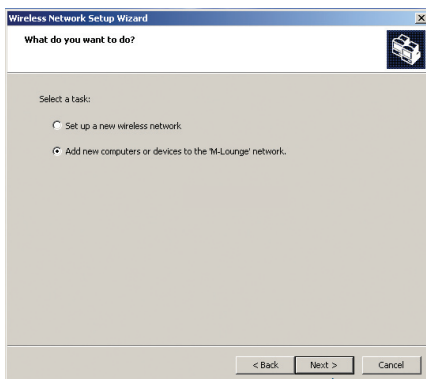 Wireless Network Setup Wizard
What do you want to do?
Select a task:
Set up a new wireless network
Add new computers or devices to the 'M-Lounge' network.
< Back Next > Cancel